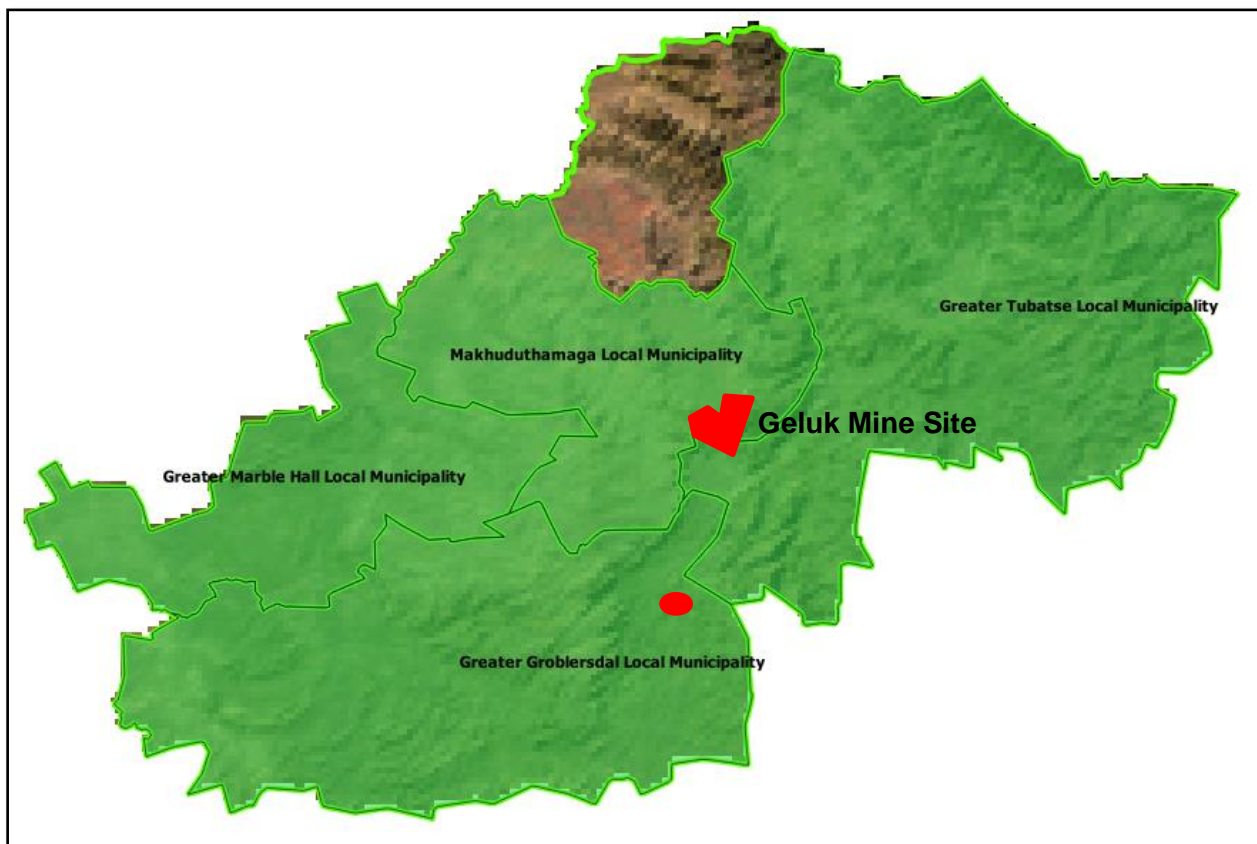 Greater Tubatse Local Municipality
Makhuduthamaga Local Municipality
Geluk Mine Site
Greater Marble Hall Local Municipality
Greater Groblersdal Local Municipality